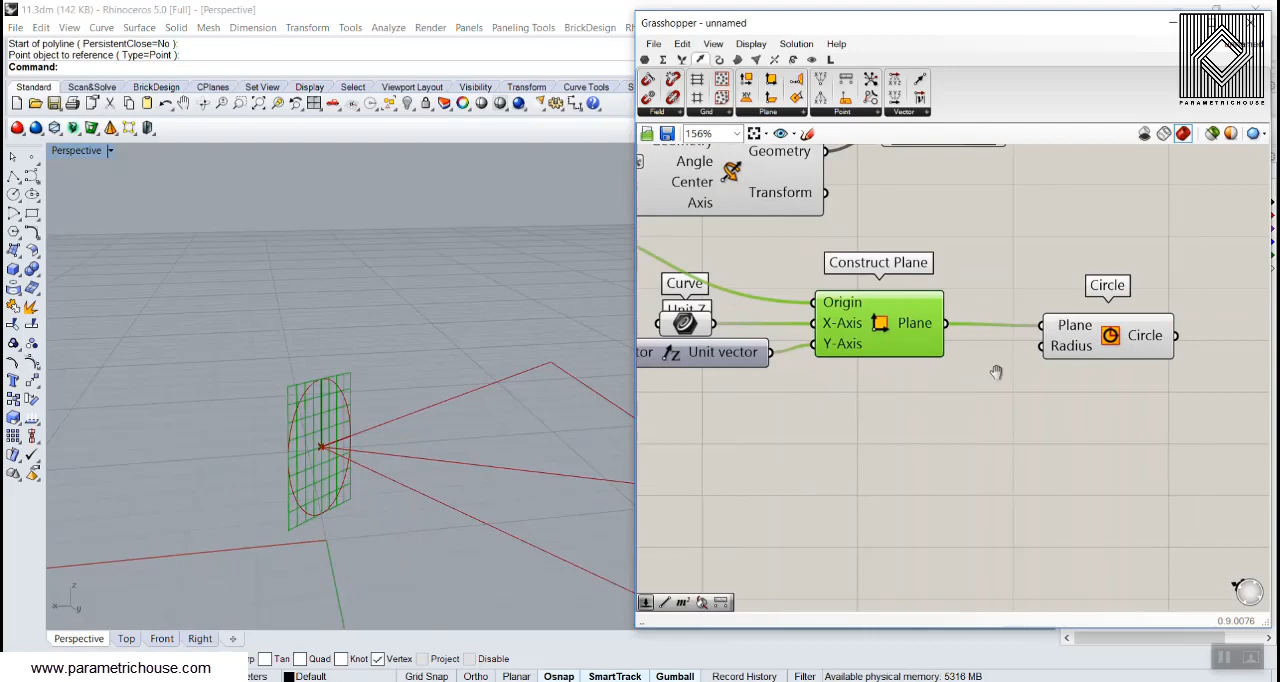 11.3dm (142 KB) - Rhinoceros 5.0 [Full] - [Perspective]
File Edit View Curve Surface Solid Mesh Dimension Transform Tools Analyze Render Panels Paneling Tools BrickDesign
Start of polyline ( PersistentClose=No ):
Point object to reference ( Type=Point ):
Command:
Standard Scan&Solve BrickDesign CPlanes Set View Display Select Viewport Layout Visibility Transform Curve Tools
Perspective
x y z
Perspective Top Front Right
Tan Quad Knot Vertex Project Disable
Default Grid Snap Ortho Planar Osnap SmartTrack Gumball Record History Filter Available physical memory: 5316 MB
www.parametrichouse.com
Grasshopper - unnamed
File Edit View Display Solution Help
unnamed
PARAMETRICHOUSE
Field Grid Plane Point Vector
156%
Angle
Center
Axis
Geometry
Transform
Curve
Unit Z
Unit vector
Construct Plane
Origin
X-Axis
Y-Axis
Plane
Circle
Plane
Radius
Circle
0.9.0076